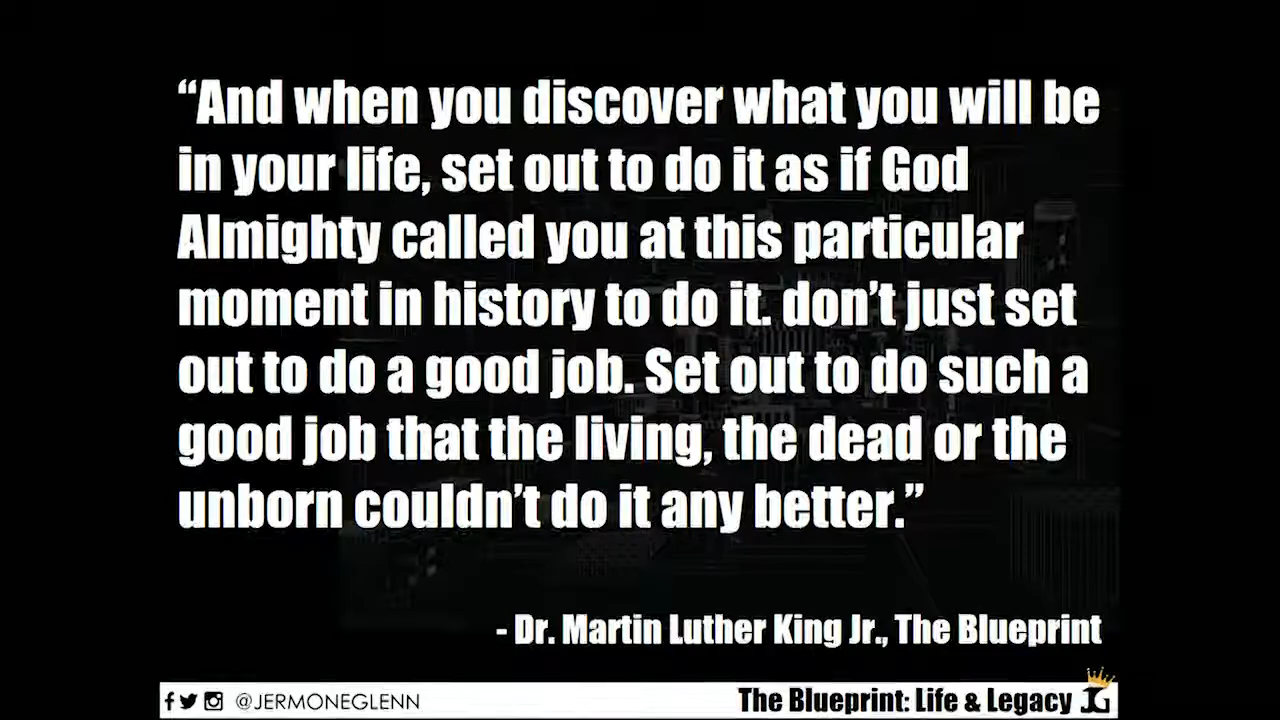 “And when you discover what you will be
in your life, set out to do it as if God
Almighty called you at this particular
moment in history to do it. don’t just set
out to do a good job. Set out to do such a
good job that the living, the dead or the
unborn couldn’t do it any better.”
- Dr. Martin Luther King Jr., The Blueprint
@JERMONEGLENN
The Blueprint: Life & Legacy JG